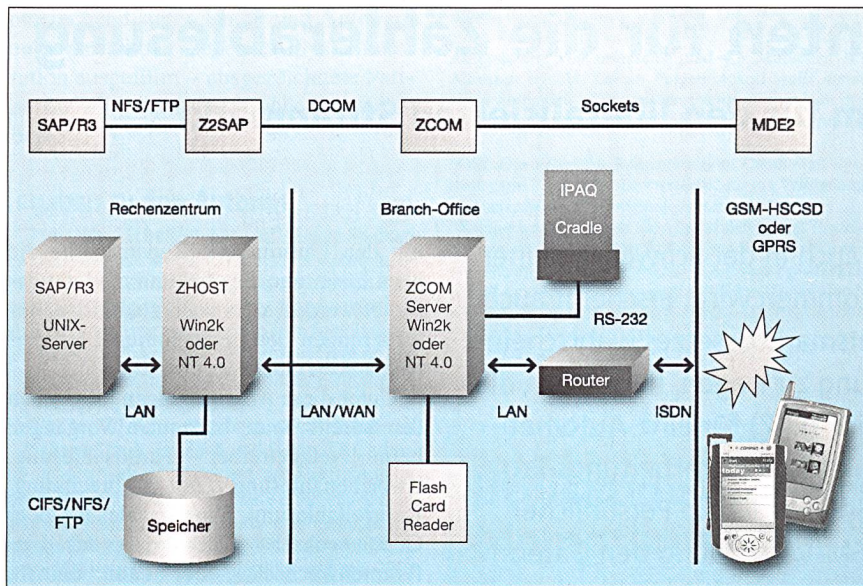 NFS/FTP
DCOM
Sockets
SAP/R3
Z2SAP
ZCOM
MDE2
Rechenzentrum
Branch-Office
IPAQ
Cradle
GSM-HSCSD
oder
GPRS
SAP/R3
UNIX-
Server
ZHOST
Win2k
oder
NT 4.0
ZCOM
Server
Win2k
oder
NT 4.0
RS-232
Router
LAN
LAN/WAN
LAN
ISDN
CIFS/NFS/
FTP
Speicher
Flash
Card
Reader
today